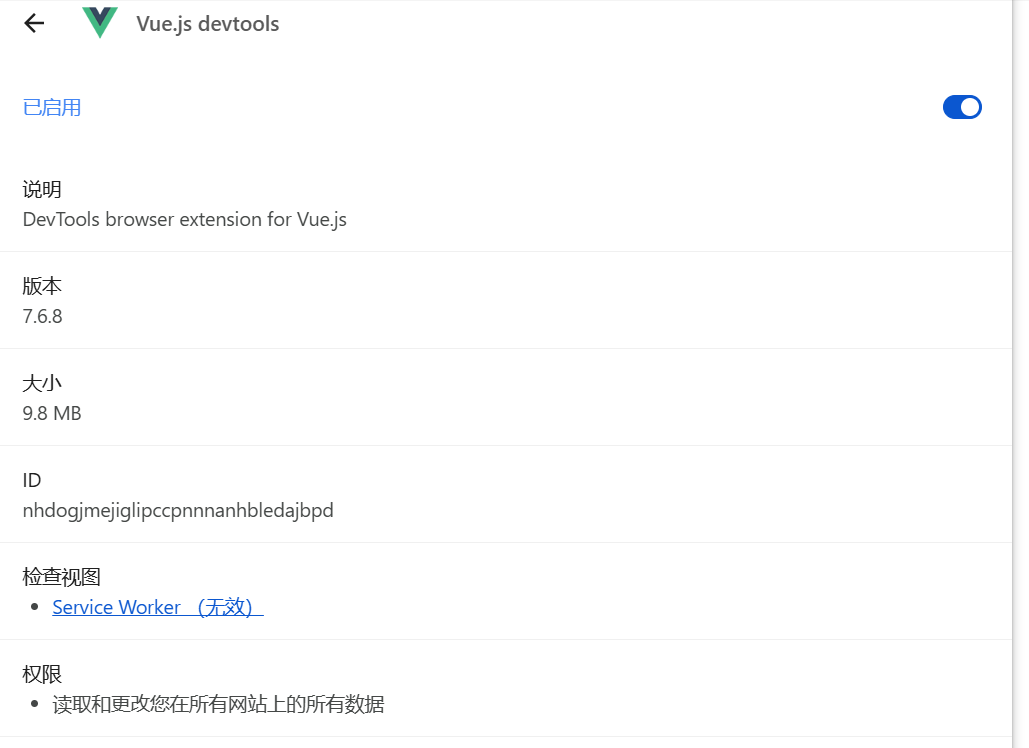 Vue.js devtools
已启用
说明
DevTools browser extension for Vue.js
版本
7.6.8
大小
9.8 MB
ID
nhdogjmejiglipccpnnnanhbledajbpd
检查视图
Service Worker （无效）
权限
读取和更改您在所有网站上的所有数据